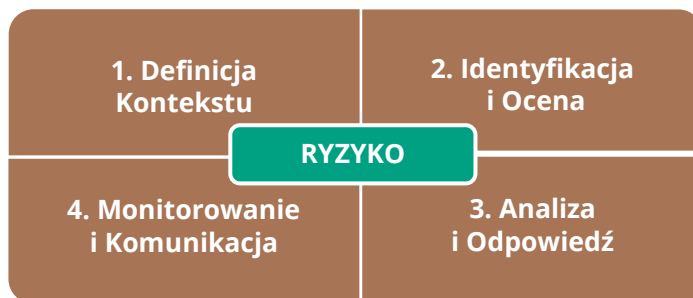 1. Definicja
Kontekstu
2. Identyfikacja
i Ocena
RYZYKO
4. Monitorowanie
i Komunikacja
3. Analiza
i Odpowiedź